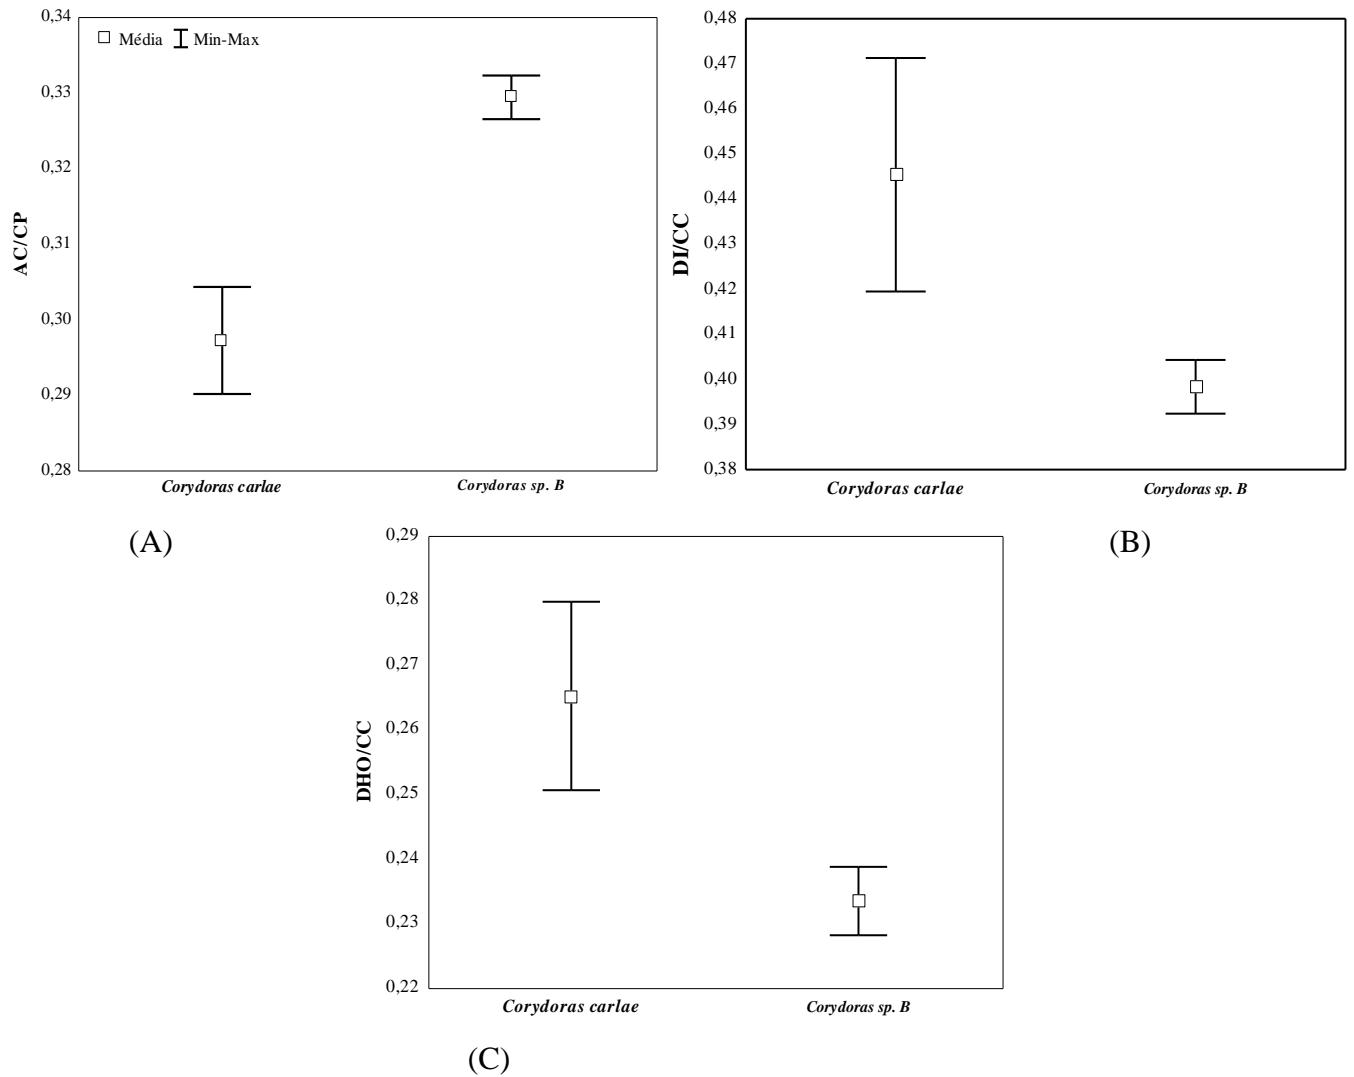 0,34
Média Min-Max
0,33
0,32
0,31
0,30
0,29
0,28
AC/CP
Corydoras carlae Corydoras sp. B
(A)
0,48
0,47
0,46
0,45
0,44
0,43
0,42
0,41
0,40
0,39
0,38
DI/CC
Corydoras carlae Corydoras sp. B
(B)
0,29
0,28
0,27
0,26
0,25
0,24
0,23
0,22
DHO/CC
Corydoras carlae Corydoras sp. B
(C)